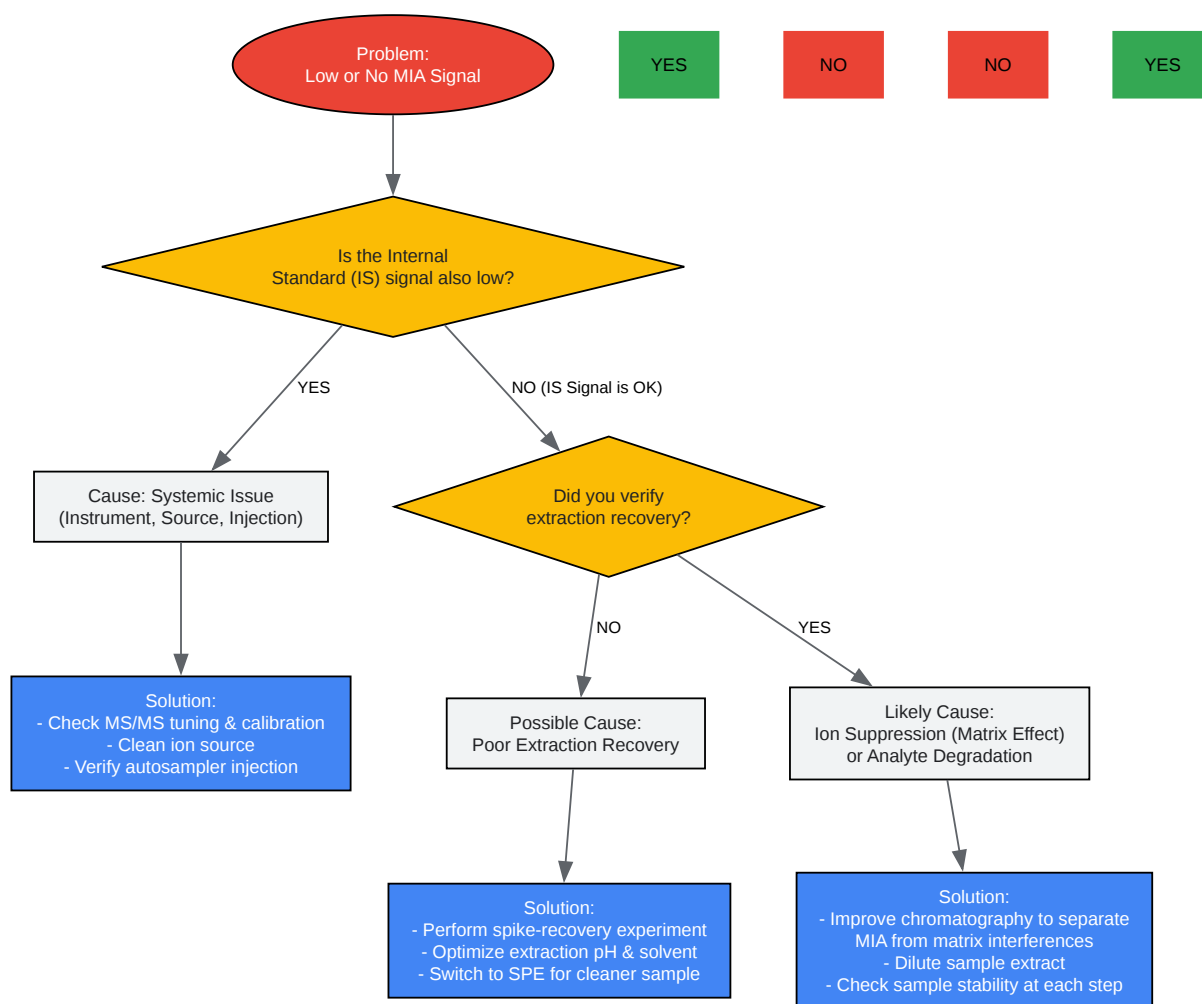 Problem:
Low or No MIA Signal
YES
NO
NO
YES
Is the Internal
Standard (IS) signal also low?
YES
NO (IS Signal is OK)
Cause: Systemic Issue
(Instrument, Source, Injection)
Did you verify
extraction recovery?
NO
YES
Solution:
- Check MS/MS tuning & calibration
- Clean ion source
- Verify autosampler injection
Possible Cause:
Poor Extraction Recovery
Likely Cause:
Ion Suppression (Matrix Effect)
or Analyte Degradation
Solution:
- Perform spike-recovery experiment
- Optimize extraction pH & solvent
- Switch to SPE for cleaner sample
Solution:
- Improve chromatography to separate
MIA from matrix interferences
- Dilute sample extract
- Check sample stability at each step